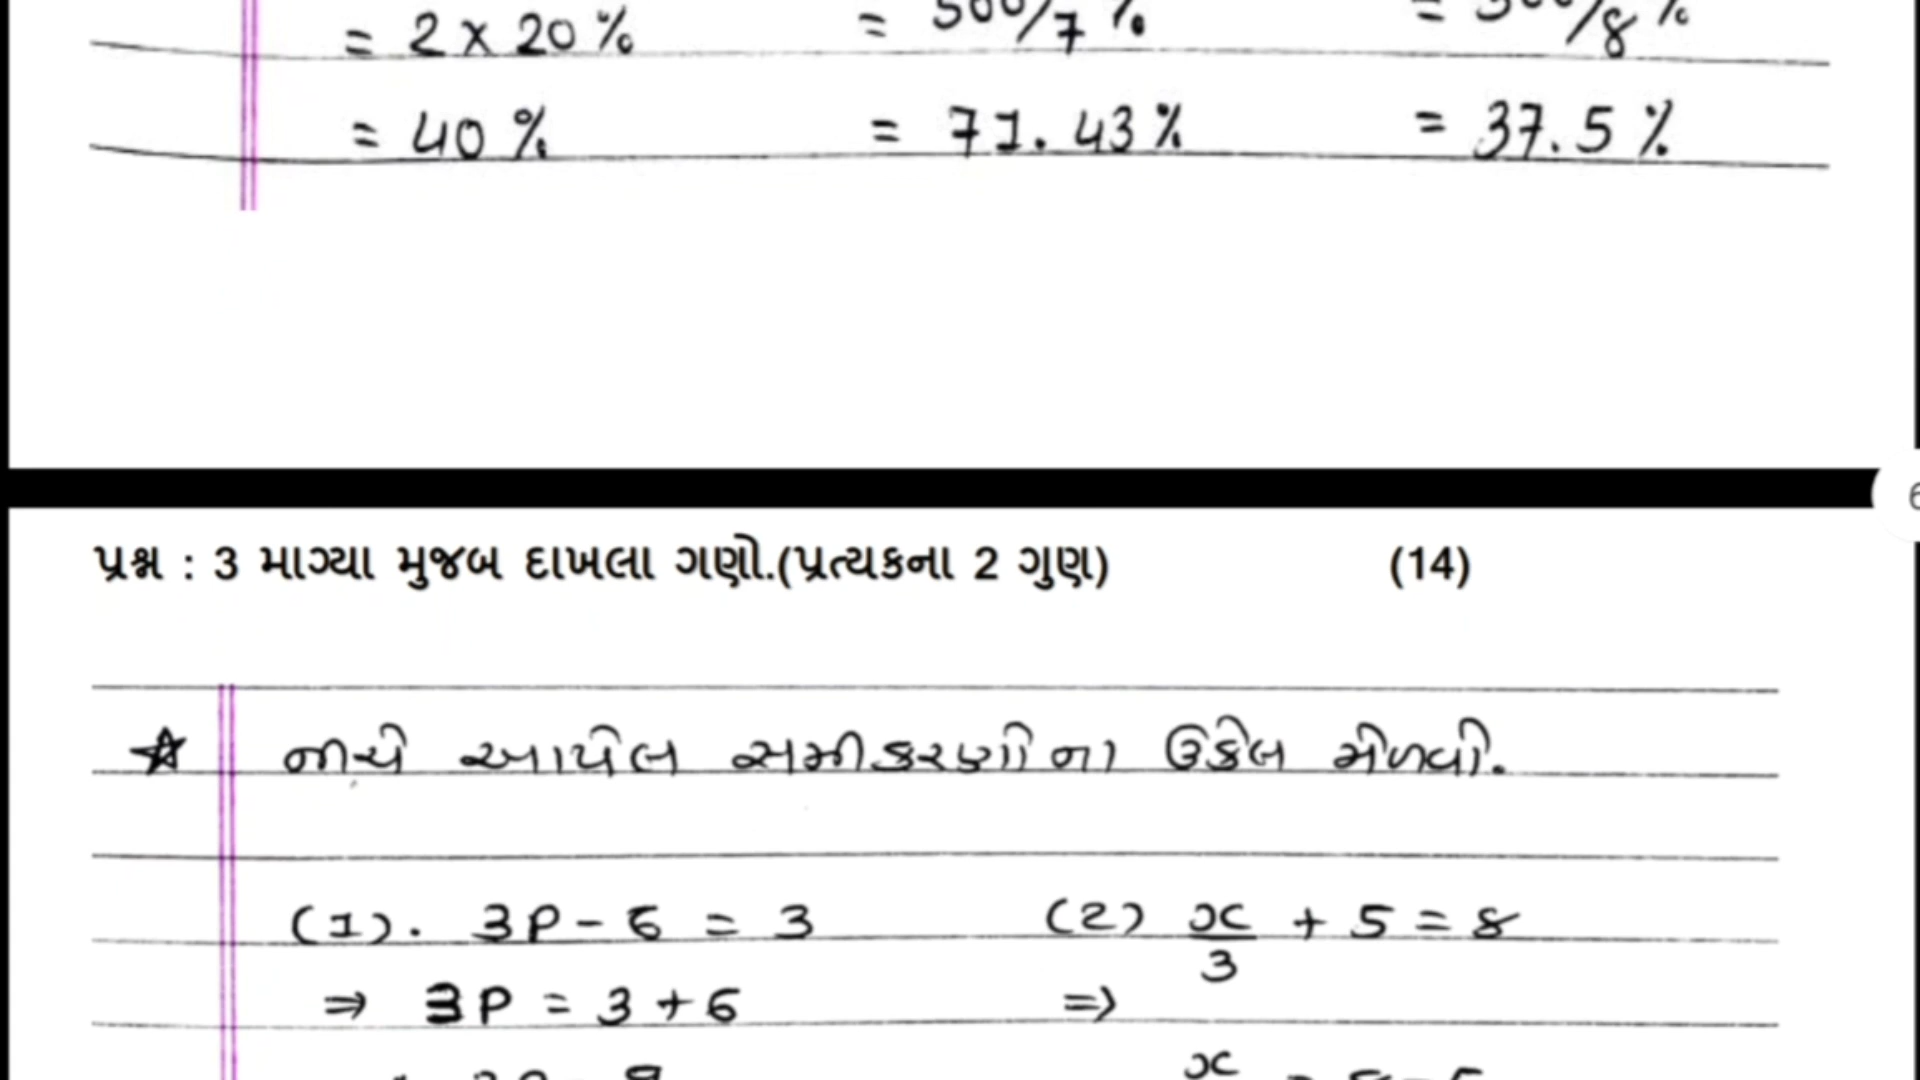 = 2 x 20 % = 500/7 % = 300/8 %
= 40 % = 71.43 % = 37.5 %
6
પ્રશ્ન : 3 માગ્યા મુજબ દાખલા ગણો.(પ્રત્યકના 2 ગુણ) (14)
☆ નીચે આપેલ સમીકરણોના ઉકેલ મેળવો.
(1). 3P - 6 = 3 (2) x/3 + 5 = 8
⇒ 3P = 3 + 6 ⇒
x